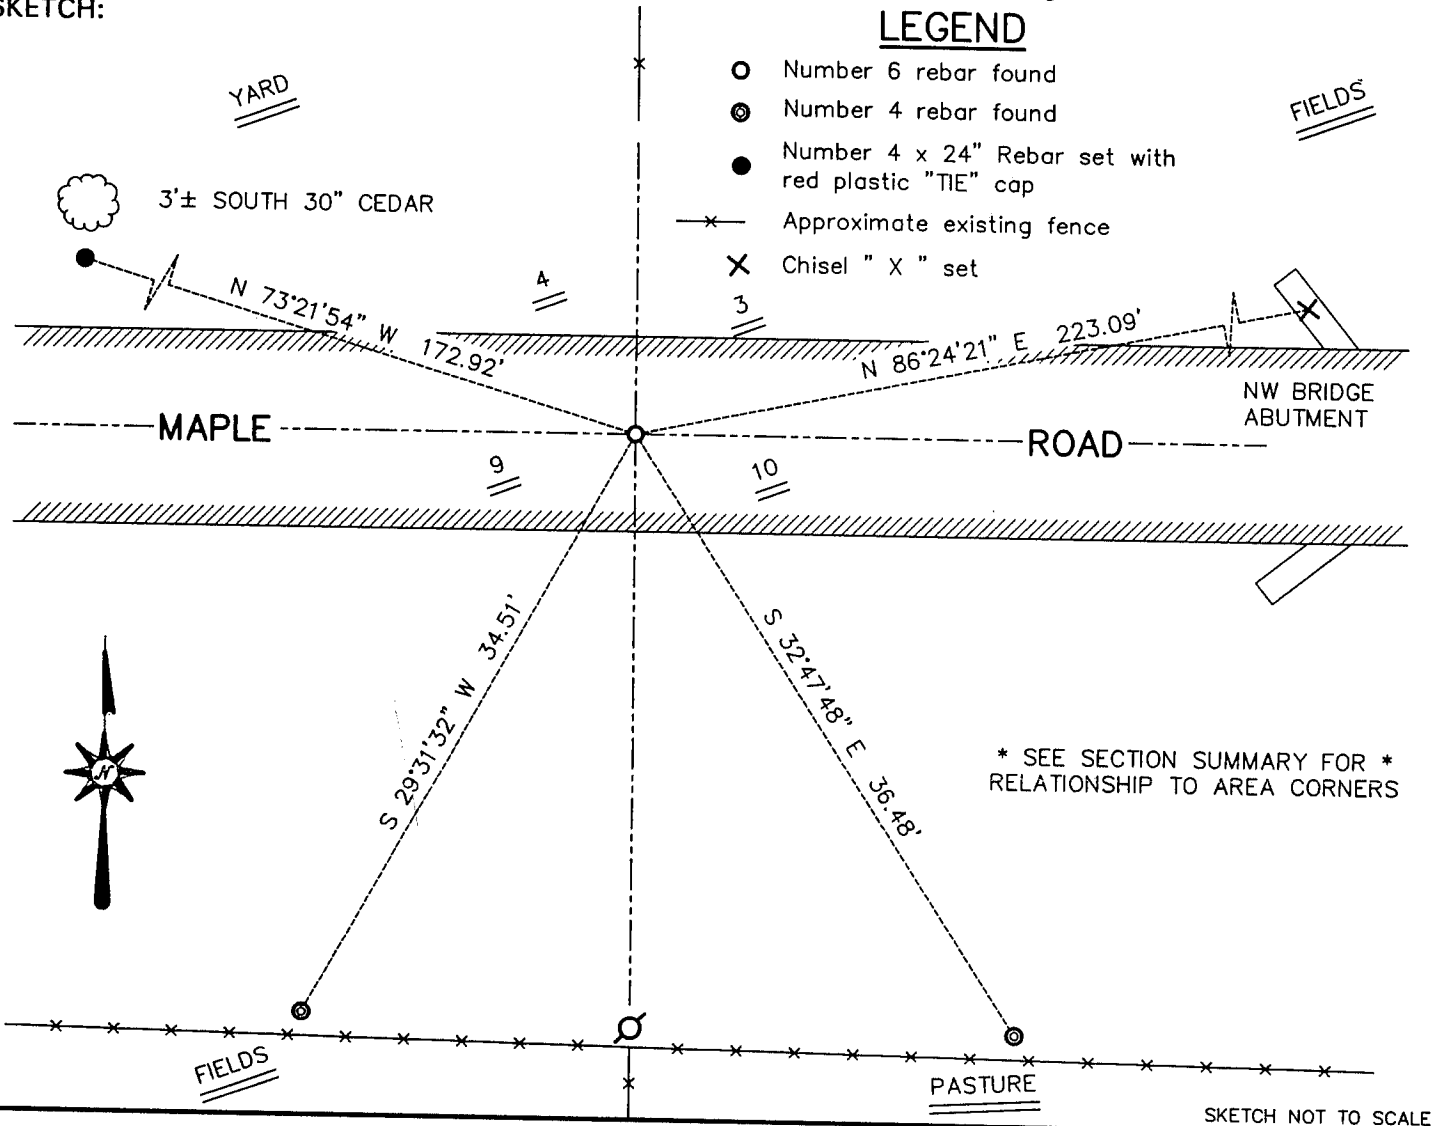 SKETCH:
LEGEND
Number 6 rebar found
Number 4 rebar found
Number 4 x 24" Rebar set with
red plastic "TIE" cap
Approximate existing fence
Chisel " X " set
YARD
FIELDS
3'± SOUTH 30" CEDAR
N 73°21'54" W 172.92'
4
3
N 86°24'21" E 223.09'
NW BRIDGE
ABUTMENT
MAPLE ROAD
9
10
S 29°31'32" W 34.51'
S 32°47'48" E 36.48'
N
* SEE SECTION SUMMARY FOR *
RELATIONSHIP TO AREA CORNERS
FIELDS
PASTURE
SKETCH NOT TO SCALE